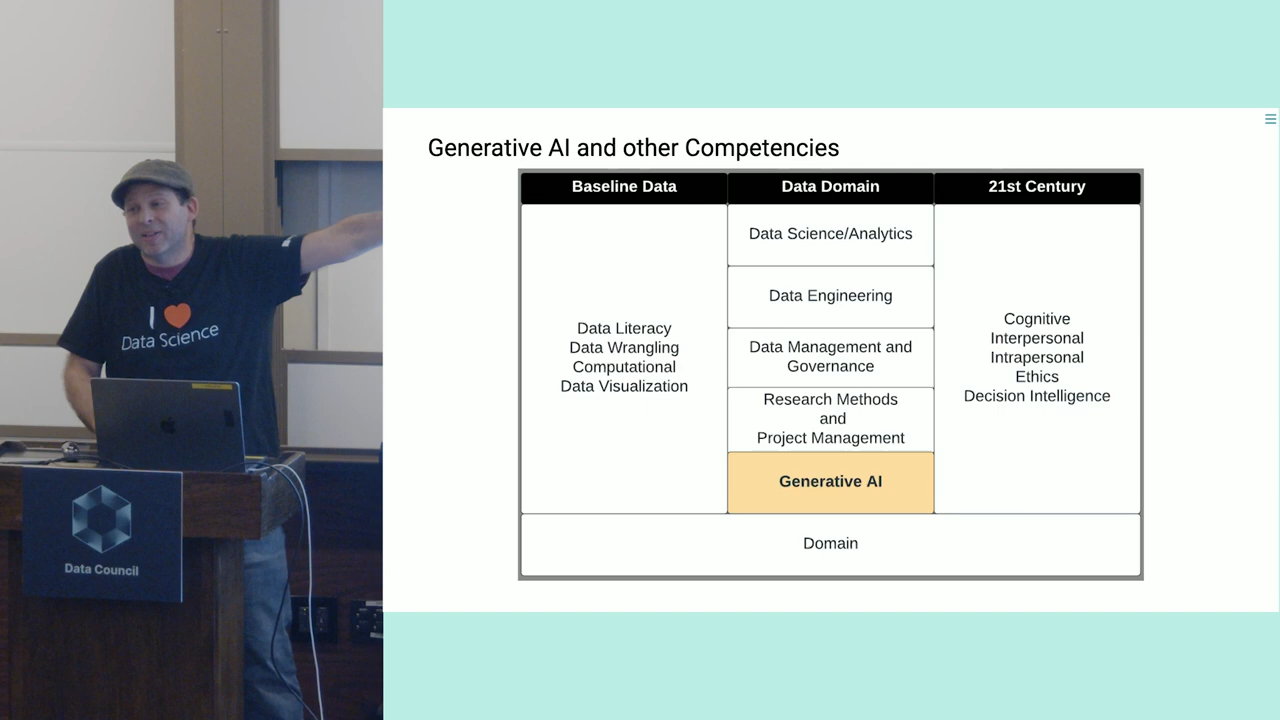 I
Data Science
Data Council
Generative AI and other Competencies
Baseline Data
Data Domain
21st Century
Data Literacy
Data Wrangling
Computational
Data Visualization
Data Science/Analytics
Data Engineering
Data Management and
Governance
Research Methods
and
Project Management
Generative AI
Cognitive
Interpersonal
Intrapersonal
Ethics
Decision Intelligence
Domain